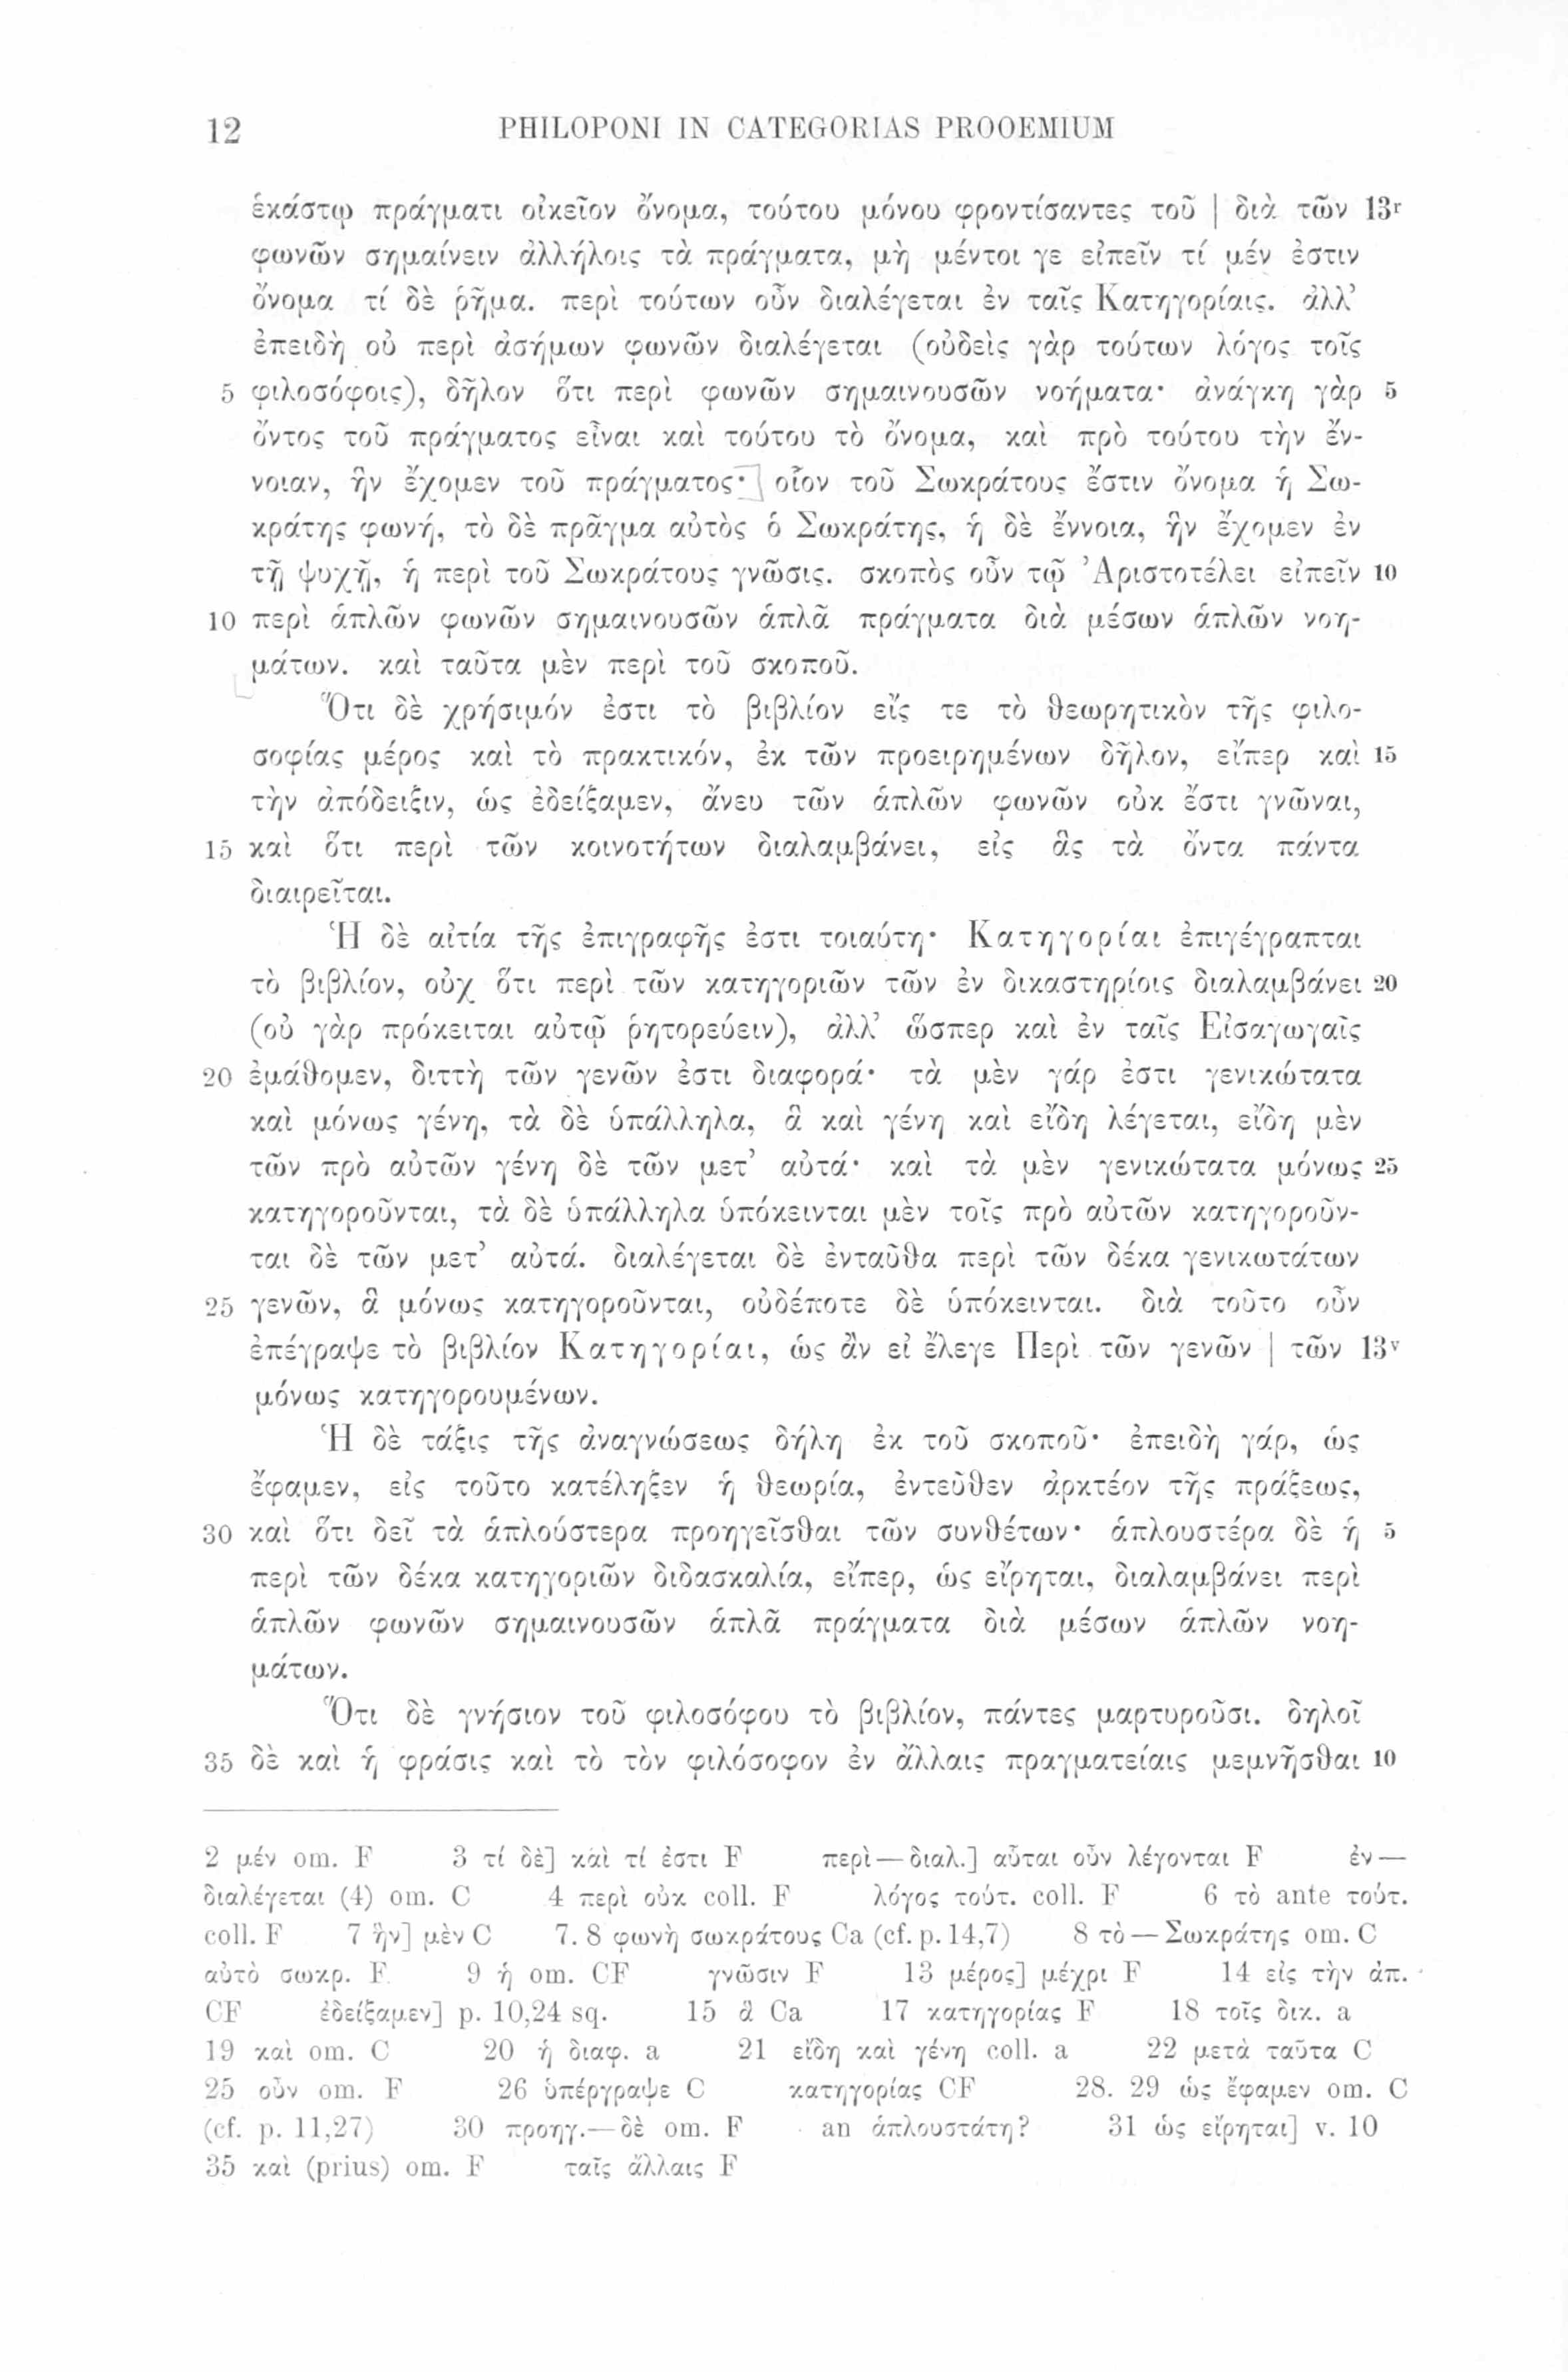 12 PHILOPONI IN CATEGORIAS PROOEMIUM
ἑκάστῳ πράγματι οἰκεῖον ὄνομα, τούτου μόνου φροντίσαντες τοῦ | διὰ τῶν 13r
φωνῶν σημαίνειν ἀλλήλοις τὰ πράγματα, μὴ μέντοι γε εἰπεῖν τί μέν ἐστιν
ὄνομα τί δὲ ῥῆμα. περὶ τούτων οὖν διαλέγεται ἐν ταῖς Κατηγορίαις. ἀλλ’
ἐπειδὴ οὐ περὶ ἀσήμων φωνῶν διαλέγεται (οὐδεὶς γὰρ τούτων λόγος τοῖς
5 φιλοσόφοις), δῆλον ὅτι περὶ φωνῶν σημαινουσῶν νοήματα· ἀνάγκη γὰρ 5
ὄντος τοῦ πράγματος εἶναι καὶ τούτου τὸ ὄνομα, καὶ πρὸ τούτου τὴν ἔν-
νοιαν, ἣν ἔχομεν τοῦ πράγματος· οἷον τοῦ Σωκράτους ἔστιν ὄνομα ἡ Σω-
κράτης φωνή, τὸ δὲ πρᾶγμα αὐτὸς ὁ Σωκράτης, ἡ δὲ ἔννοια, ἣν ἔχομεν ἐν
τῇ ψυχῇ, ἡ περὶ τοῦ Σωκράτους γνῶσις. σκοπὸς οὖν τῷ Ἀριστοτέλει εἰπεῖν 10
10 περὶ ἁπλῶν φωνῶν σημαινουσῶν ἁπλᾶ πράγματα διὰ μέσων ἁπλῶν νοη-
μάτων. καὶ ταῦτα μὲν περὶ τοῦ σκοποῦ.
Ὅτι δὲ χρήσιμόν ἐστι τὸ βιβλίον εἴς τε τὸ θεωρητικὸν τῆς φιλο-
σοφίας μέρος καὶ τὸ πρακτικόν, ἐκ τῶν προειρημένων δῆλον, εἴπερ καὶ 15
τὴν ἀπόδειξιν, ὡς ἐδείξαμεν, ἄνευ τῶν ἁπλῶν φωνῶν οὐκ ἔστι γνῶναι,
15 καὶ ὅτι περὶ τῶν κοινοτήτων διαλαμβάνει, εἰς ἃς τὰ ὄντα πάντα
διαιρεῖται.
Ἡ δὲ αἰτία τῆς ἐπιγραφῆς ἐστι τοιαύτη· Κατηγορίαι ἐπιγέγραπται
τὸ βιβλίον, οὐχ ὅτι περὶ τῶν κατηγοριῶν τῶν ἐν δικαστηρίοις διαλαμβάνει 20
(οὐ γὰρ πρόκειται αὐτῷ ῥητορεύειν), ἀλλ’ ὥσπερ καὶ ἐν ταῖς Εἰσαγωγαῖς
20 ἐμάθομεν, διττὴ τῶν γενῶν ἐστι διαφορά· τὰ μὲν γάρ ἐστι γενικώτατα
καὶ μόνως γένη, τὰ δὲ ὑπάλληλα, ἃ καὶ γένη καὶ εἴδη λέγεται, εἴδη μὲν
τῶν πρὸ αὐτῶν γένη δὲ τῶν μετ’ αὐτά· καὶ τὰ μὲν γενικώτατα μόνως 25
κατηγοροῦνται, τὰ δὲ ὑπάλληλα ὑπόκεινται μὲν τοῖς πρὸ αὐτῶν κατηγοροῦν-
ται δὲ τῶν μετ’ αὐτά. διαλέγεται δὲ ἐνταῦθα περὶ τῶν δέκα γενικωτάτων
25 γενῶν, ἃ μόνως κατηγοροῦνται, οὐδέποτε δὲ ὑπόκεινται. διὰ τοῦτο οὖν
ἐπέγραψε τὸ βιβλίον Κατηγορίαι, ὡς ἂν εἰ ἔλεγε Περὶ τῶν γενῶν | τῶν 13v
μόνως κατηγορουμένων.
Ἡ δὲ τάξις τῆς ἀναγνώσεως δήλη ἐκ τοῦ σκοποῦ· ἐπειδὴ γάρ, ὡς
ἔφαμεν, εἰς τοῦτο κατέληξεν ἡ θεωρία, ἐντεῦθεν ἀρκτέον τῆς πράξεως,
30 καὶ ὅτι δεῖ τὰ ἁπλούστερα προηγεῖσθαι τῶν συνθέτων· ἁπλουστέρα δὲ ἡ 5
περὶ τῶν δέκα κατηγοριῶν διδασκαλία, εἴπερ, ὡς εἴρηται, διαλαμβάνει περὶ
ἁπλῶν φωνῶν σημαινουσῶν ἁπλᾶ πράγματα διὰ μέσων ἁπλῶν νοη-
μάτων.
Ὅτι δὲ γνήσιον τοῦ φιλοσόφου τὸ βιβλίον, πάντες μαρτυροῦσι. δηλοῖ
35 δὲ καὶ ἡ φράσις καὶ τὸ τὸν φιλόσοφον ἐν ἄλλαις πραγματείαις μεμνῆσθαι 10
2 μέν om. F 3 τί δὲ] καὶ τί ἐστι F περὶ—διαλ.] αὗται οὖν λέγονται F ἐν—
διαλέγεται (4) om. C 4 περὶ οὐκ coll. F λόγος τούτ. coll. F 6 τὸ ante τούτ.
coll. F 7 ἣν] μὲν C 7. 8 φωνὴ σωκράτους Ca (cf. p. 14,7) 8 τὸ—Σωκράτης om. C
αὐτὸ σωκρ. F 9 ἡ om. CF γνῶσιν F 13 μέρος] μέχρι F 14 εἰς τὴν ἀπ.
CF ἐδείξαμεν] p. 10,24 sq. 15 ἃ Ca 17 κατηγορίας F 18 τοῖς δικ. a
19 καὶ om. C 20 ἡ διαφ. a 21 εἴδη καὶ γένη coll. a 22 μετὰ ταῦτα C
25 οὖν om. F 26 ὑπέργραψε C κατηγορίας CF 28. 29 ὡς ἔφαμεν om. C
(cf. p. 11,27) 30 προηγ.—δὲ om. F an ἁπλουστάτη? 31 ὡς εἴρηται] v. 10
35 καὶ (prius) om. F ταῖς ἄλλαις F